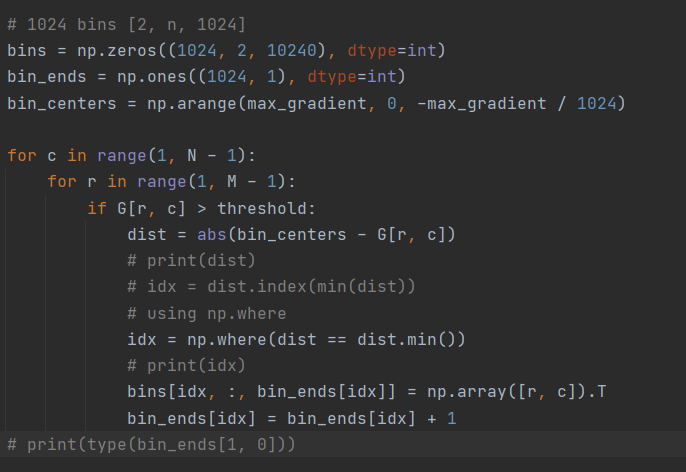 # 1024 bins [2, n, 1024]
bins = np.zeros((1024, 2, 10240), dtype=int)
bin_ends = np.ones((1024, 1), dtype=int)
bin_centers = np.arange(max_gradient, 0, -max_gradient / 1024)

for c in range(1, N - 1):
    for r in range(1, M - 1):
        if G[r, c] > threshold:
            dist = abs(bin_centers - G[r, c])
            # print(dist)
            # idx = dist.index(min(dist))
            # using np.where
            idx = np.where(dist == dist.min())
            # print(idx)
            bins[idx, :, bin_ends[idx]] = np.array([r, c]).T
            bin_ends[idx] = bin_ends[idx] + 1
# print(type(bin_ends[1, 0]))